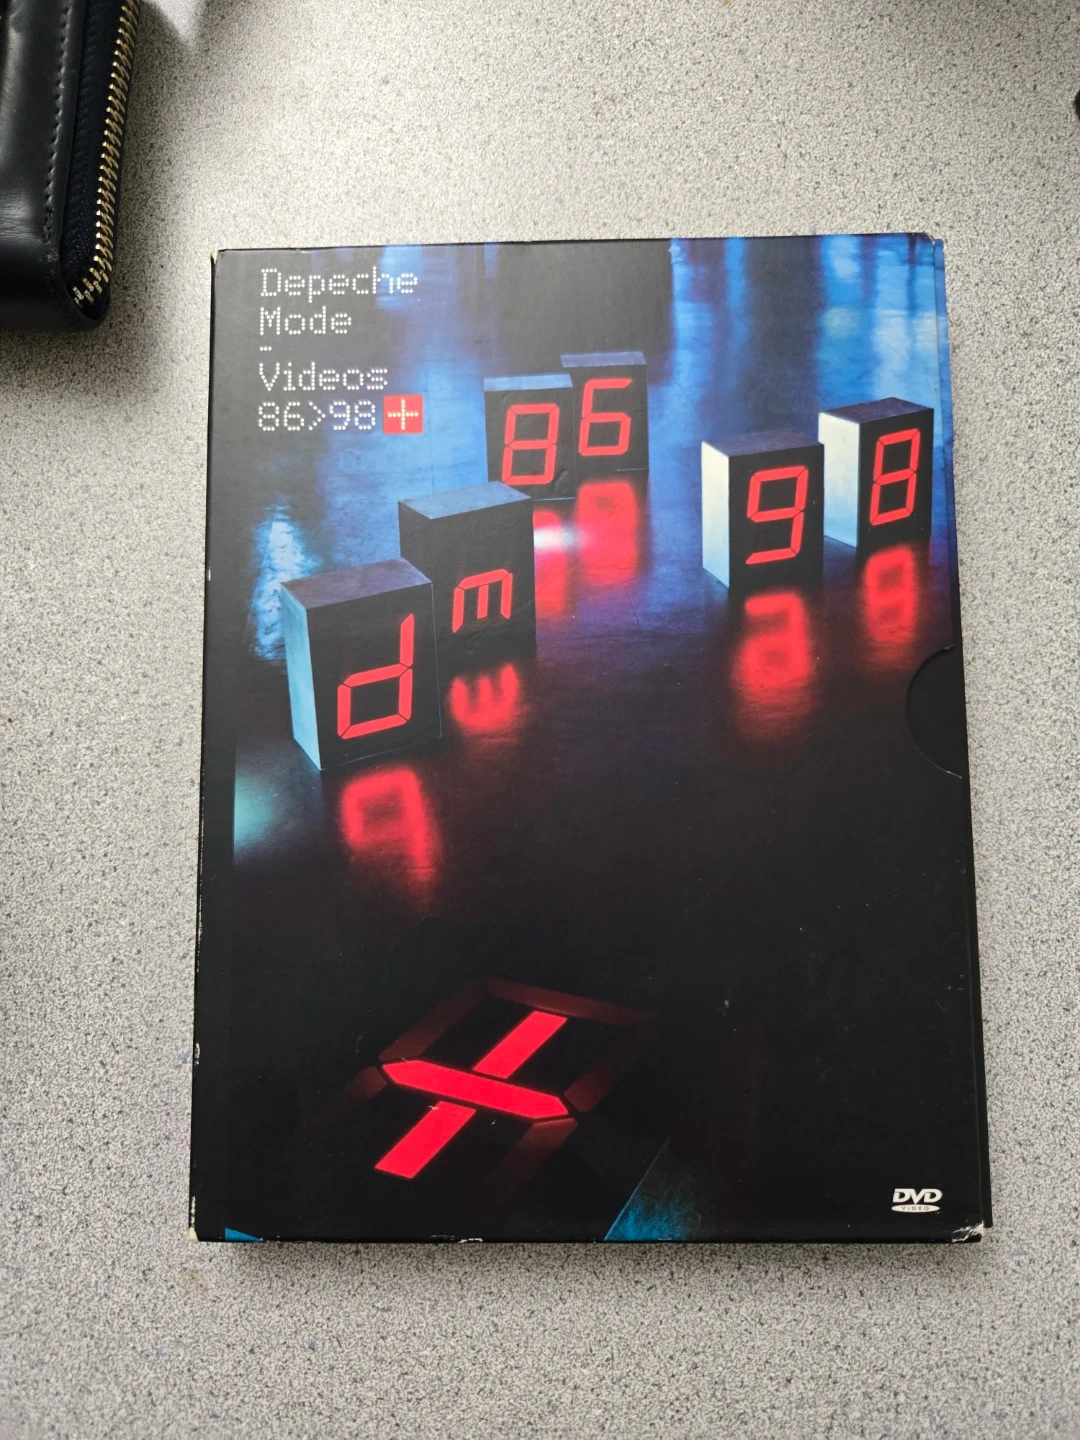 Depeche
Mode
-
Videos
86>98 +
86
98
dm
+
DVD
VIDEO